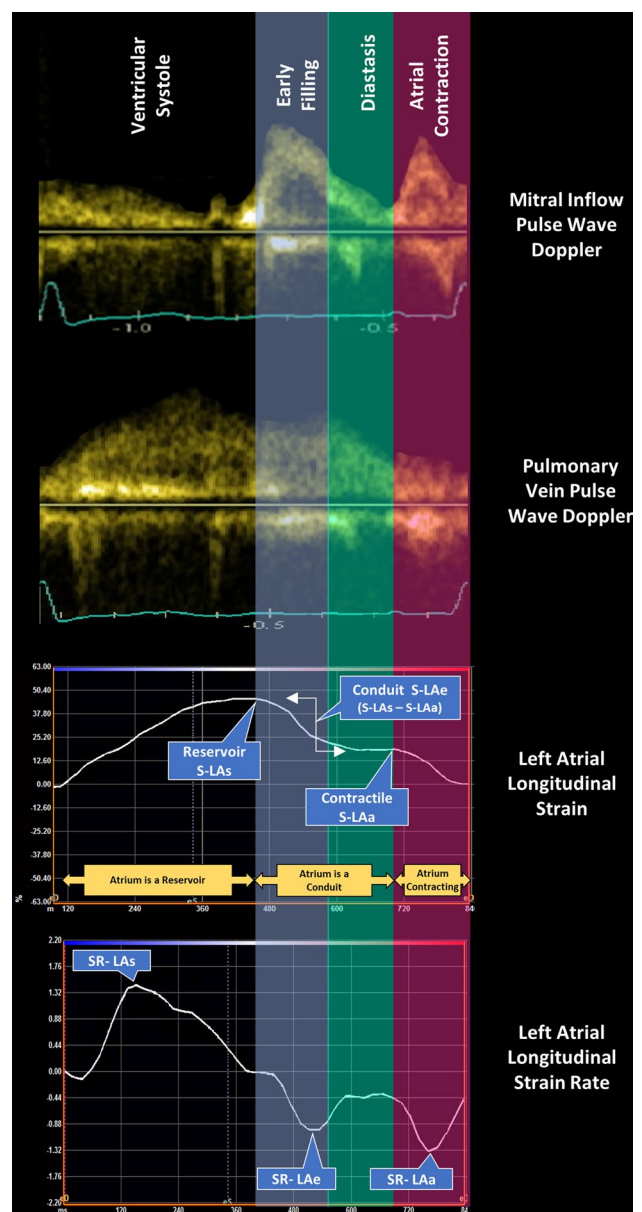 Ventricular
Systole
Early
Filling
Diastasis
Atrial
Contraction
Mitral Inflow
Pulse Wave
Doppler
-1.0
-0.5
Pulmonary
Vein Pulse
Wave Doppler
-0.5
63.00
50.40
37.80
25.20
12.60
0.00
-12.60
-25.20
-37.80
-50.40
-63.00
%
Conduit S-LAe
(S-LAs – S-LAa)
Reservoir
S-LAs
Contractile
S-LAa
Left Atrial
Longitudinal
Strain
Atrium is a Reservoir
Atrium is a
Conduit
Atrium
Contracting
eS
m 120 240 360 480 600 720 84
2.20
1.76
1.32
0.88
0.44
0.00
-0.44
-0.88
-1.32
-1.76
-2.20
SR- LAs
Left Atrial
Longitudinal
Strain Rate
SR- LAe
SR- LAa
eS
ms 120 240 360 480 600 720 84